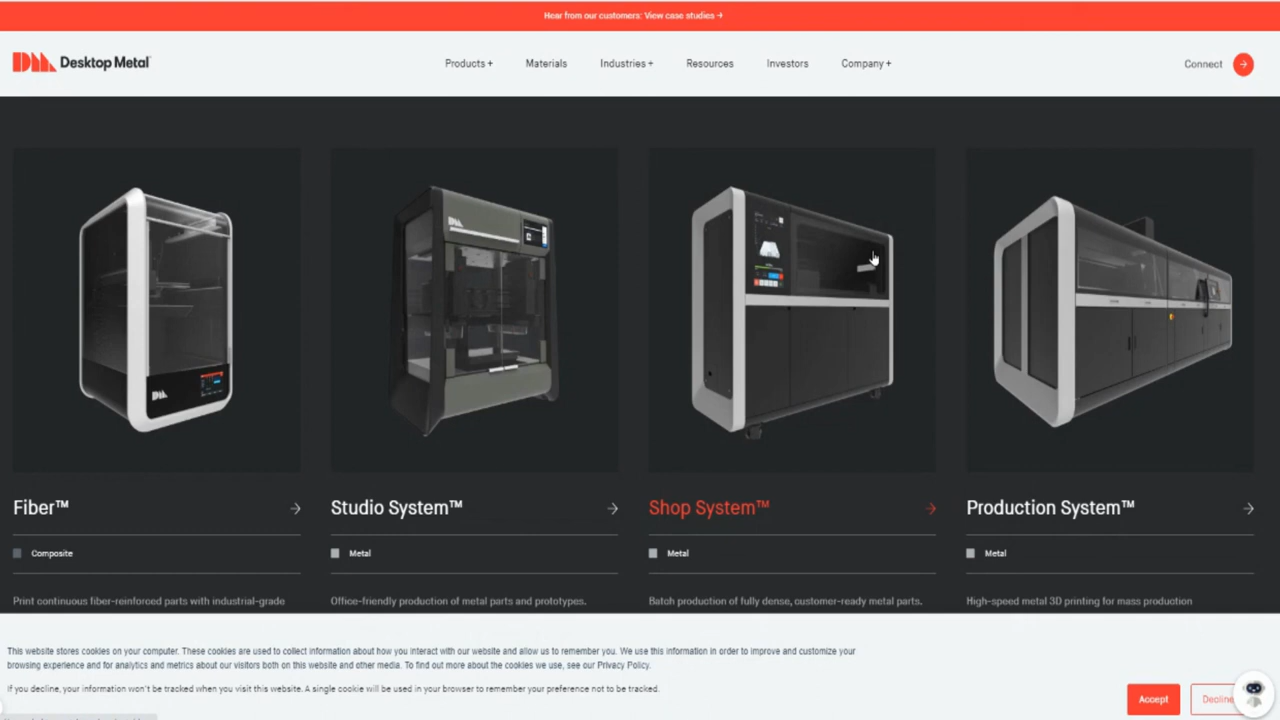 Hear from our customers: View case studies →
DM Desktop Metal
Products +
Materials
Industries +
Resources
Investors
Company +
Connect
Fiber™
Studio System™
Shop System™
Production System™
Composite
Metal
Metal
Metal
Print continuous fiber-reinforced parts with industrial-grade
Office-friendly production of metal parts and prototypes.
Batch production of fully dense, customer-ready metal parts.
High-speed metal 3D printing for mass production
This website stores cookies on your computer. These cookies are used to collect information about how you interact with our website and allow us to remember you. We use this information in order to improve and customize your
browsing experience and for analytics and metrics about our visitors both on this website and other media. To find out more about the cookies we use, see our Privacy Policy.
If you decline, your information won't be tracked when you visit this website. A single cookie will be used in your browser to remember your preference not to be tracked.
Accept
Decline